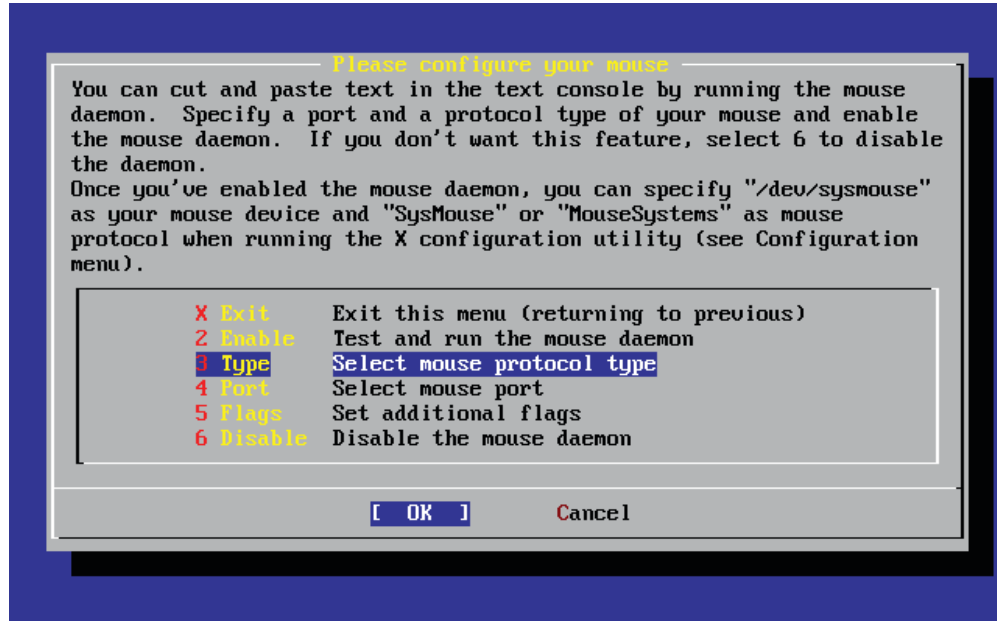 Please configure your mouse
You can cut and paste text in the text console by running the mouse
daemon.  Specify a port and a protocol type of your mouse and enable
the mouse daemon.  If you don't want this feature, select 6 to disable
the daemon.
Once you've enabled the mouse daemon, you can specify "/dev/sysmouse"
as your mouse device and "SysMouse" or "MouseSystems" as mouse
protocol when running the X configuration utility (see Configuration
menu).
X Exit     Exit this menu (returning to previous)
2 Enable   Test and run the mouse daemon
3 Type     Select mouse protocol type
4 Port     Select mouse port
5 Flags    Set additional flags
6 Disable  Disable the mouse daemon
[  OK  ]       Cancel